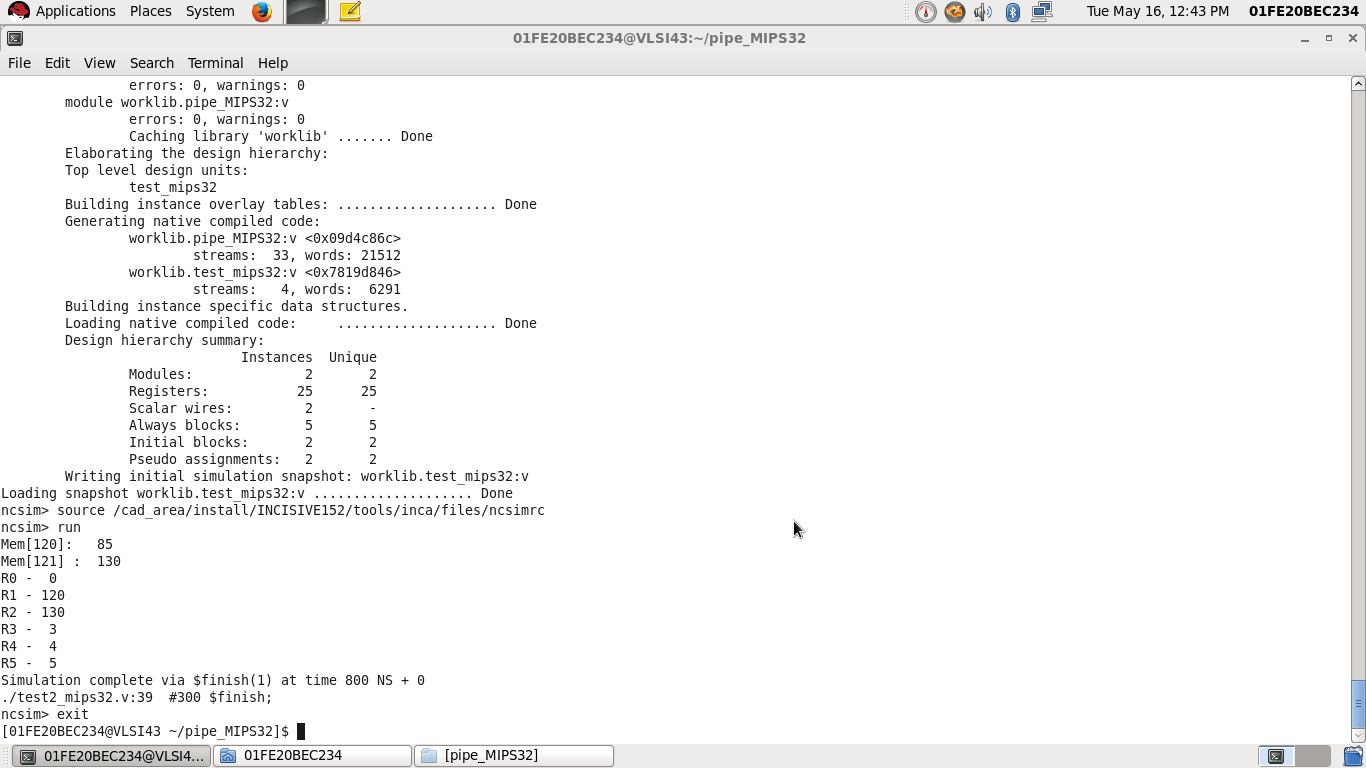 Applications Places System Tue May 16, 12:43 PM 01FE20BEC234
01FE20BEC234@VLSI43:~/pipe_MIPS32
File Edit View Search Terminal Help
errors: 0, warnings: 0
module worklib.pipe_MIPS32:v
errors: 0, warnings: 0
Caching library 'worklib' ....... Done
Elaborating the design hierarchy:
Top level design units:
test_mips32
Building instance overlay tables: .................... Done
Generating native compiled code:
worklib.pipe_MIPS32:v <0x09d4c86c>
streams:  33, words: 21512
worklib.test_mips32:v <0x7819d846>
streams:   4, words:  6291
Building instance specific data structures.
Loading native compiled code:     .................... Done
Design hierarchy summary:
Instances  Unique
Modules:              2       2
Registers:           25      25
Scalar wires:         2       -
Always blocks:        5       5
Initial blocks:       2       2
Pseudo assignments:   2       2
Writing initial simulation snapshot: worklib.test_mips32:v
Loading snapshot worklib.test_mips32:v .................... Done
ncsim> source /cad_area/install/INCISIVE152/tools/inca/files/ncsimrc
ncsim> run
Mem[120]:   85
Mem[121] :  130
R0 -  0
R1 - 120
R2 - 130
R3 -  3
R4 -  4
R5 -  5
Simulation complete via $finish(1) at time 800 NS + 0
./test2_mips32.v:39  #300 $finish;
ncsim> exit
[01FE20BEC234@VLSI43 ~/pipe_MIPS32]$
01FE20BEC234@VLSI4... 01FE20BEC234 [pipe_MIPS32]